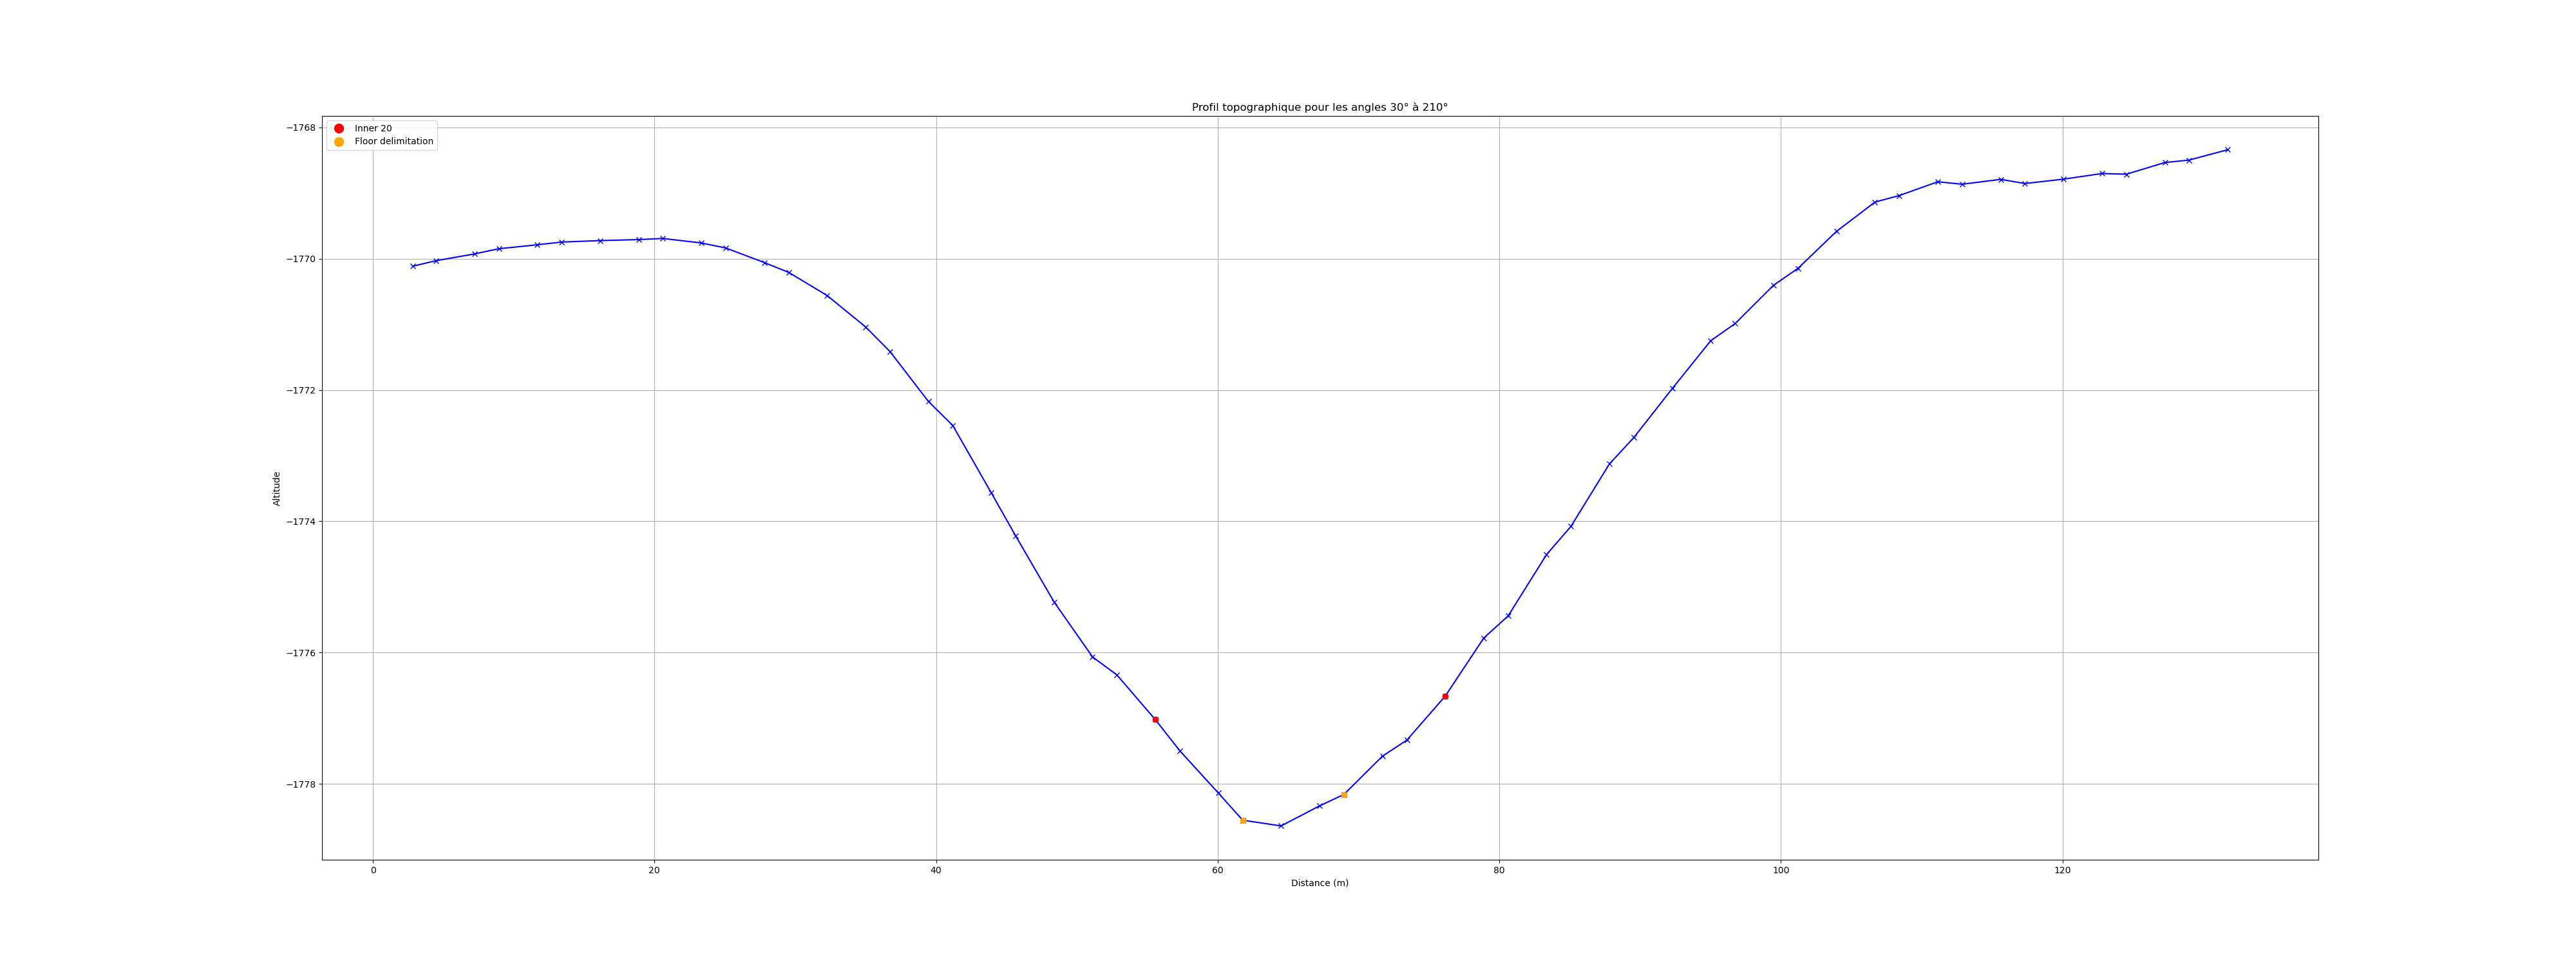 Profil topographique pour les angles 30° à 210°
Inner 20
Floor delimitation
−1768
−1770
−1772
−1774
−1776
−1778
Altitude
0
20
40
60
80
100
120
Distance (m)